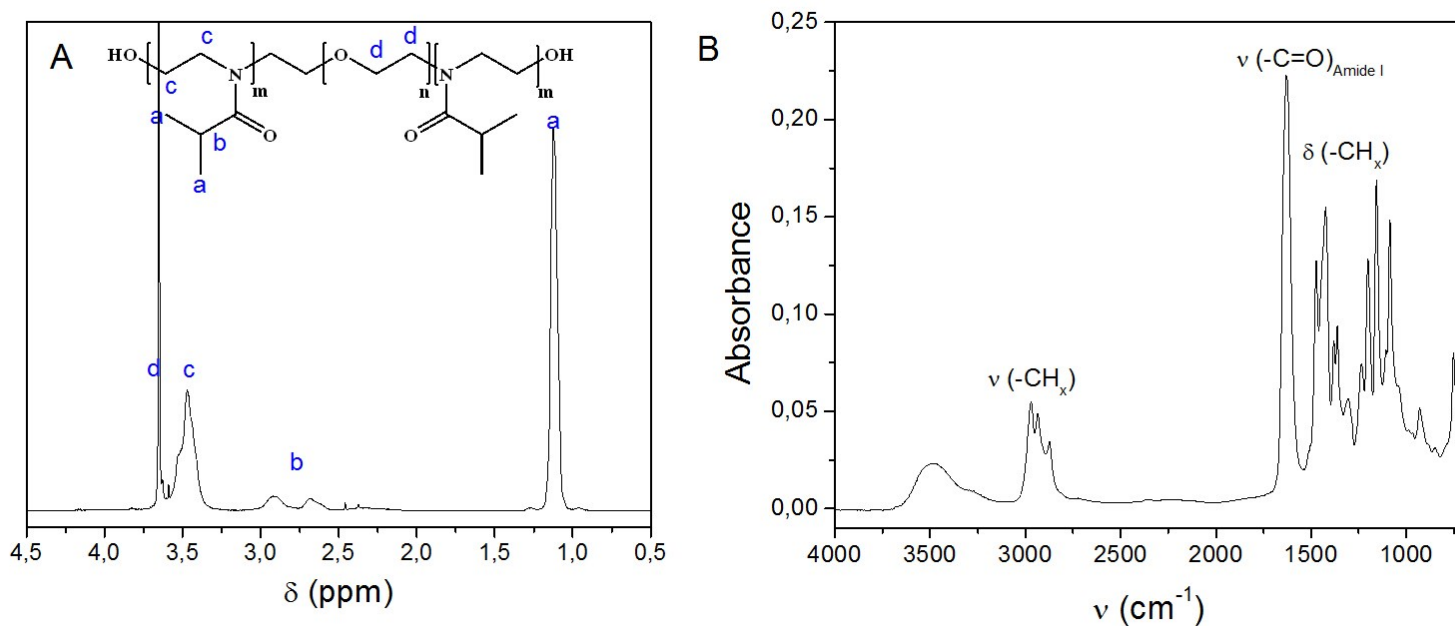 A
HO
c
d
d
OH
O
c
N
m
n
N
m
a
b
O
O
a
a
d
c
b
4,5
4,0
3,5
3,0
2,5
2,0
1,5
1,0
0,5
δ (ppm)
B
0,25
0,20
0,15
0,10
0,05
0,00
Absorbance
ν (-C=O)Amide I
δ (-CHx)
ν (-CHx)
4000
3500
3000
2500
2000
1500
1000
ν (cm-1)